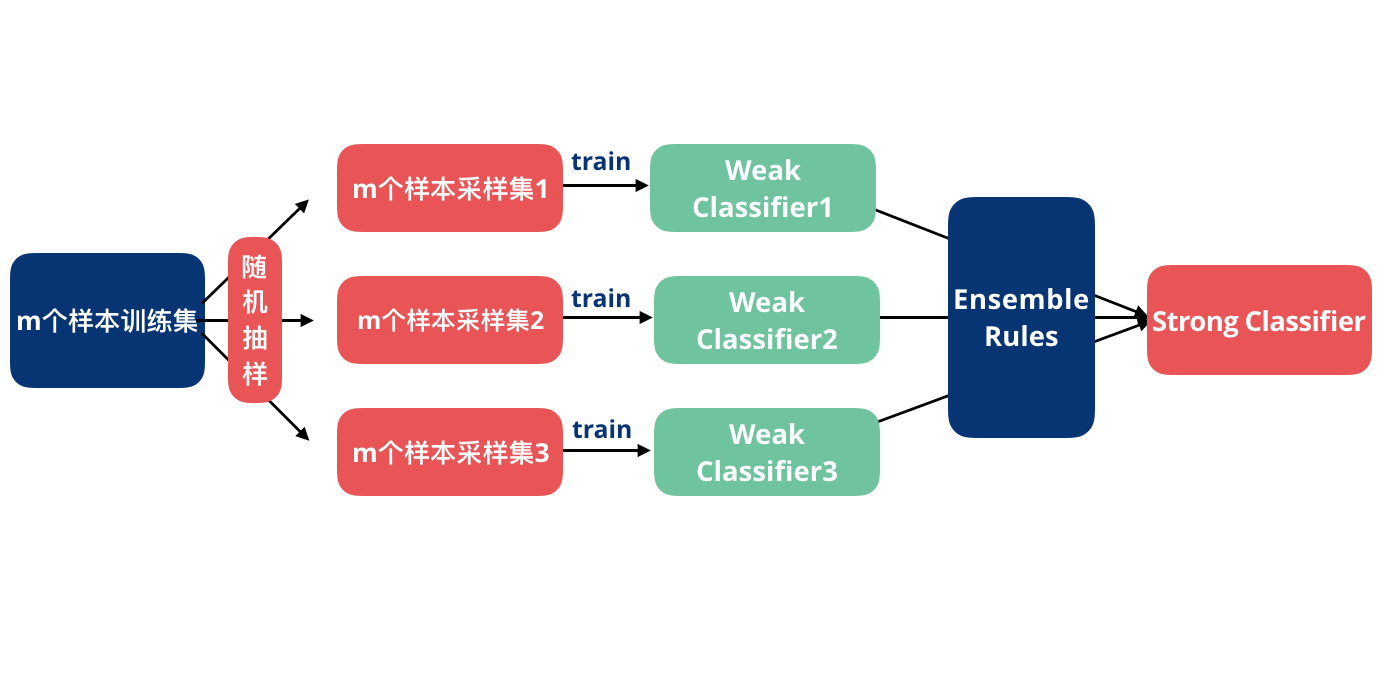 m个样本训练集
随
机
抽
样
m个样本采样集1
train
Weak
Classifier1
m个样本采样集2
train
Weak
Classifier2
m个样本采样集3
train
Weak
Classifier3
Ensemble
Rules
Strong Classifier